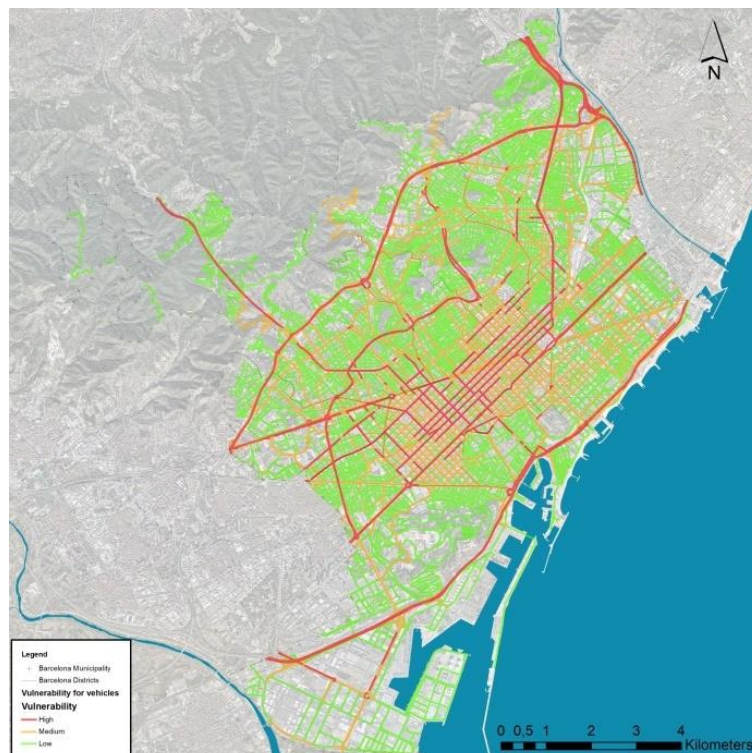 N
Legend
Barcelona Municipality
Barcelona Districts
Vulnerability for vehicles
Vulnerability
High
Medium
Low
0 0,5 1 2 3 4
Kilometers